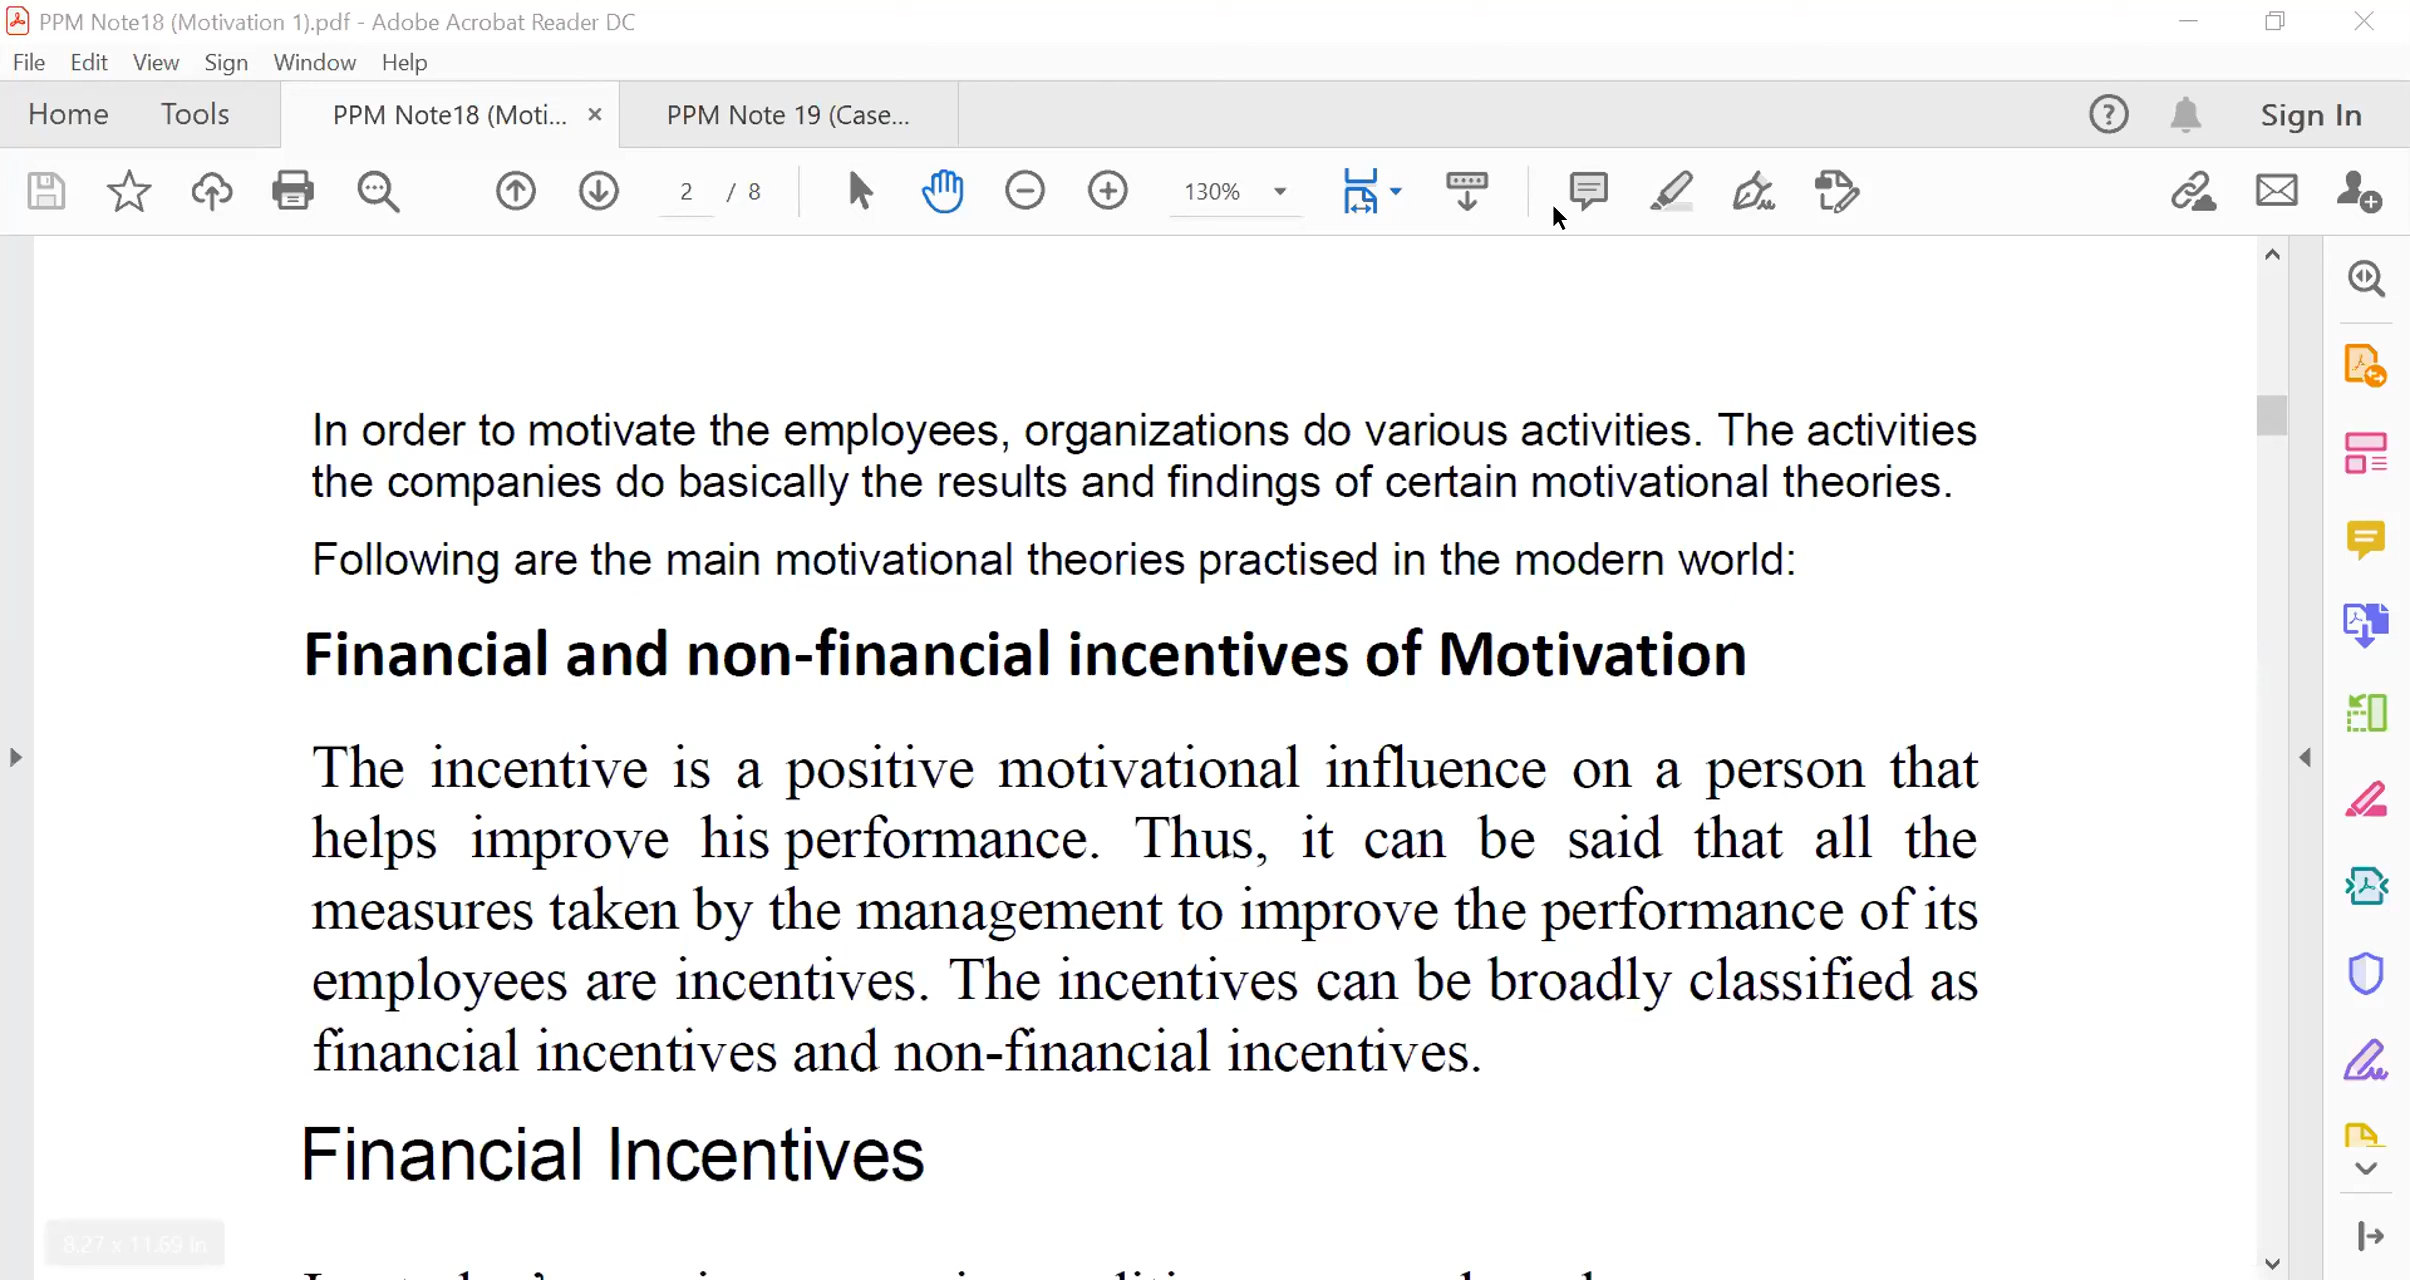 PPM Note18 (Motivation 1).pdf - Adobe Acrobat Reader DC
File Edit View Sign Window Help
Home Tools PPM Note18 (Moti... × PPM Note 19 (Case... Sign In
2 / 8 130%
In order to motivate the employees, organizations do various activities. The activities
the companies do basically the results and findings of certain motivational theories.
Following are the main motivational theories practised in the modern world:
Financial and non-financial incentives of Motivation
The incentive is a positive motivational influence on a person that
helps improve his performance. Thus, it can be said that all the
measures taken by the management to improve the performance of its
employees are incentives. The incentives can be broadly classified as
financial incentives and non-financial incentives.
Financial Incentives
8.27 x 11.69 in